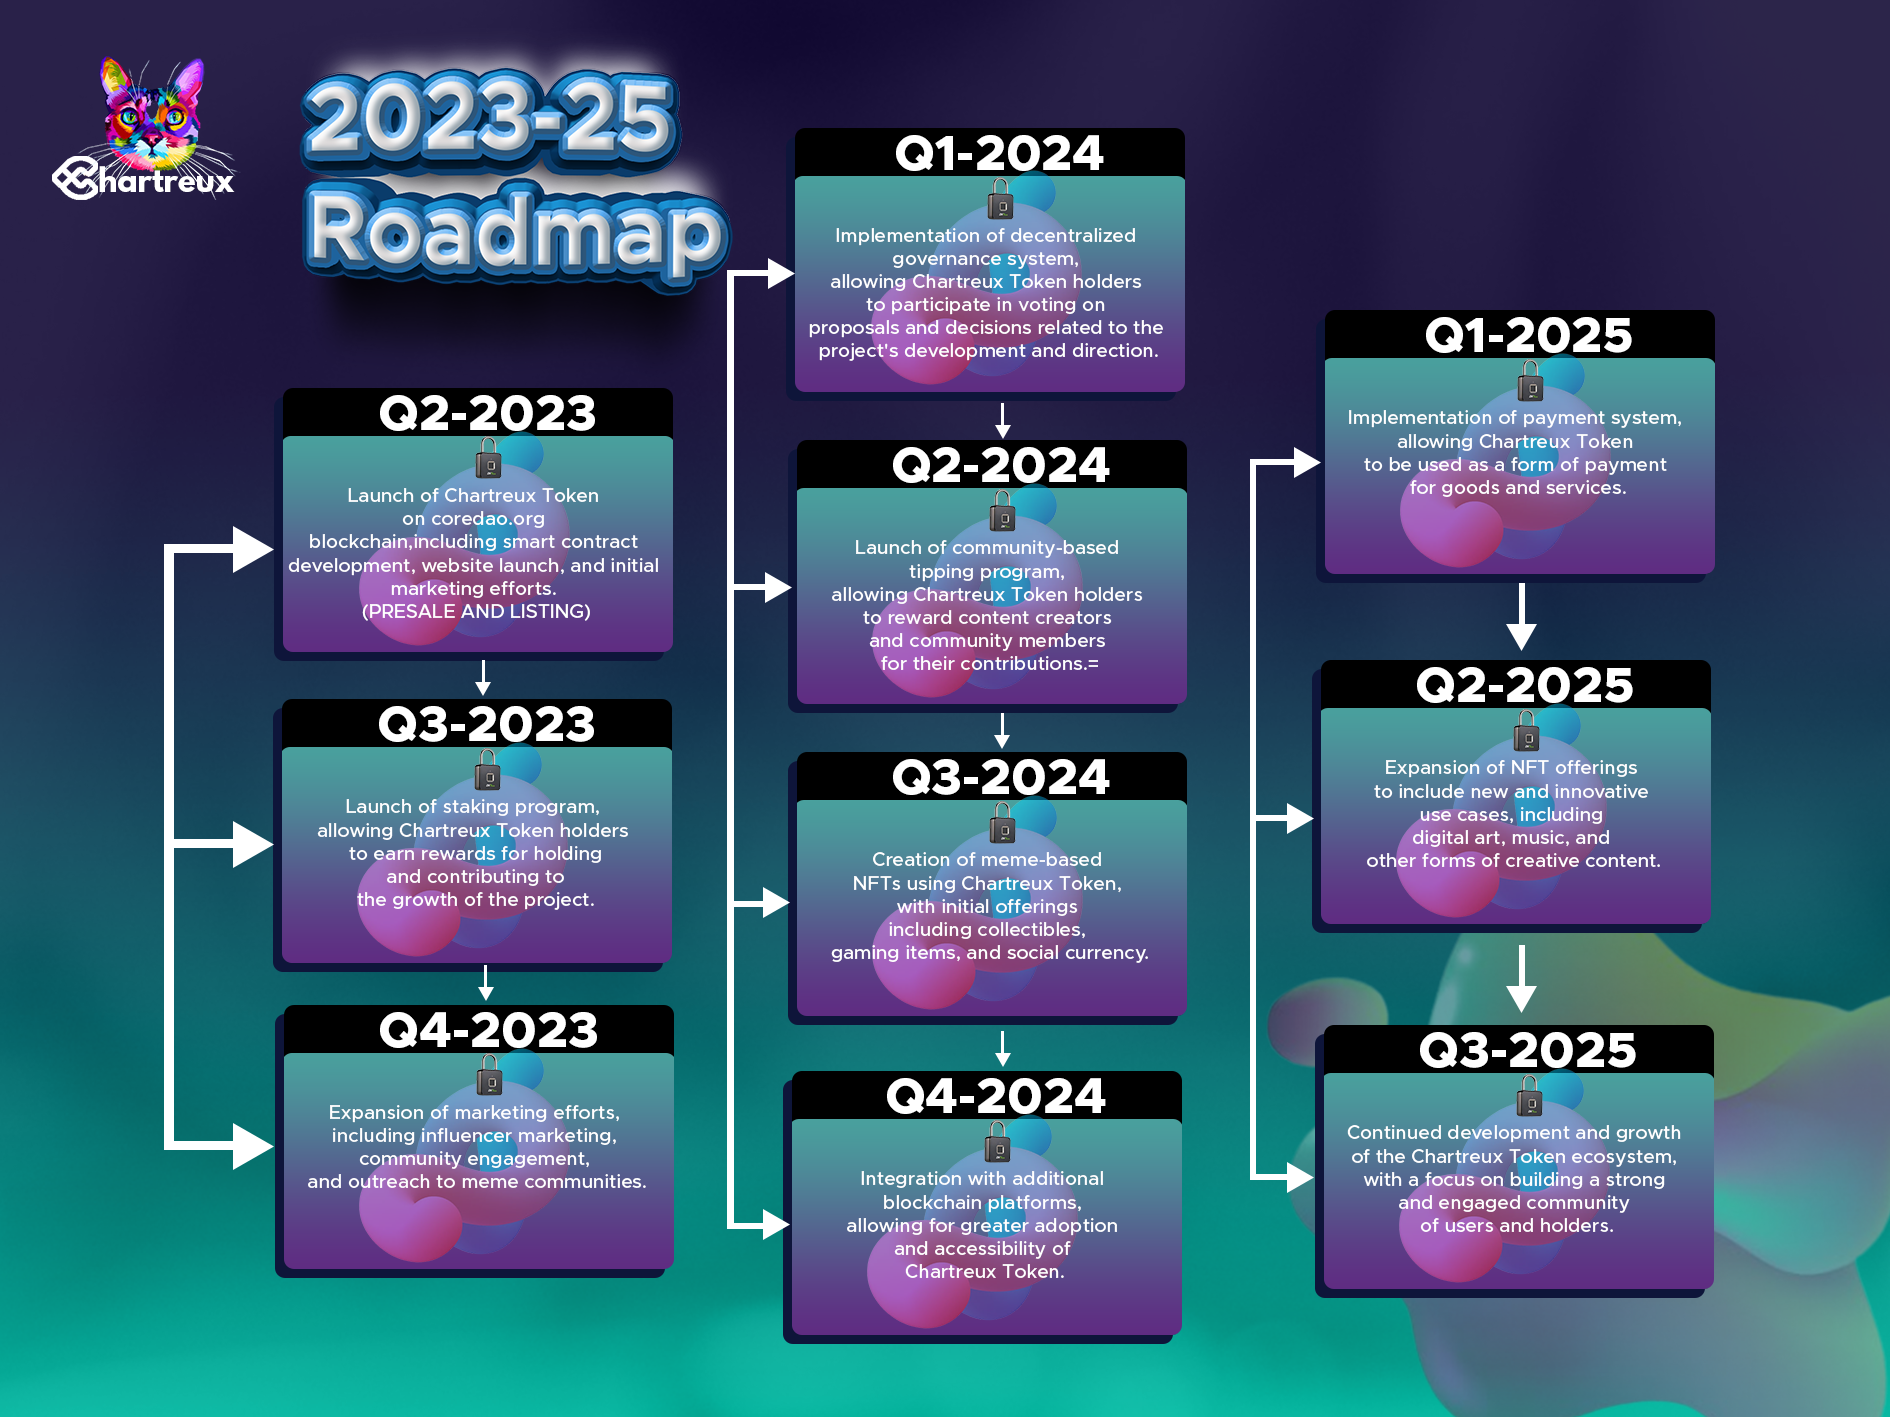 Chartreux
2023-25
Roadmap
Q2-2023
Launch of Chartreux Token
on coredao.org
blockchain,including smart contract
development, website launch, and initial
marketing efforts.
(PRESALE AND LISTING)
Q3-2023
Launch of staking program,
allowing Chartreux Token holders
to earn rewards for holding
and contributing to
the growth of the project.
Q4-2023
Expansion of marketing efforts,
including influencer marketing,
community engagement,
and outreach to meme communities.
Q1-2024
Implementation of decentralized
governance system,
allowing Chartreux Token holders
to participate in voting on
proposals and decisions related to the
project's development and direction.
Q2-2024
Launch of community-based
tipping program,
allowing Chartreux Token holders
to reward content creators
and community members
for their contributions.=
Q3-2024
Creation of meme-based
NFTs using Chartreux Token,
with initial offerings
including collectibles,
gaming items, and social currency.
Q4-2024
Integration with additional
blockchain platforms,
allowing for greater adoption
and accessibility of
Chartreux Token.
Q1-2025
Implementation of payment system,
allowing Chartreux Token
to be used as a form of payment
for goods and services.
Q2-2025
Expansion of NFT offerings
to include new and innovative
use cases, including
digital art, music, and
other forms of creative content.
Q3-2025
Continued development and growth
of the Chartreux Token ecosystem,
with a focus on building a strong
and engaged community
of users and holders.